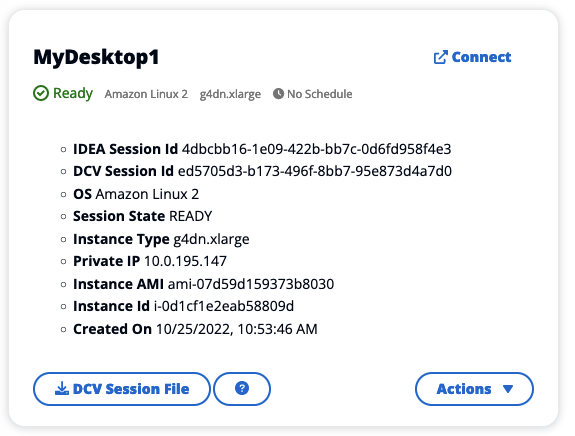 MyDesktop1
Connect
Ready Amazon Linux 2 g4dn.xlarge No Schedule
IDEA Session Id 4dbcbb16-1e09-422b-bb7c-0d6fd958f4e3
DCV Session Id ed5705d3-b173-496f-8bb7-95e873d4a7d0
OS Amazon Linux 2
Session State READY
Instance Type g4dn.xlarge
Private IP 10.0.195.147
Instance AMI ami-07d59d159373b8030
Instance Id i-0d1cf1e2eab58809d
Created On 10/25/2022, 10:53:46 AM
DCV Session File ? Actions